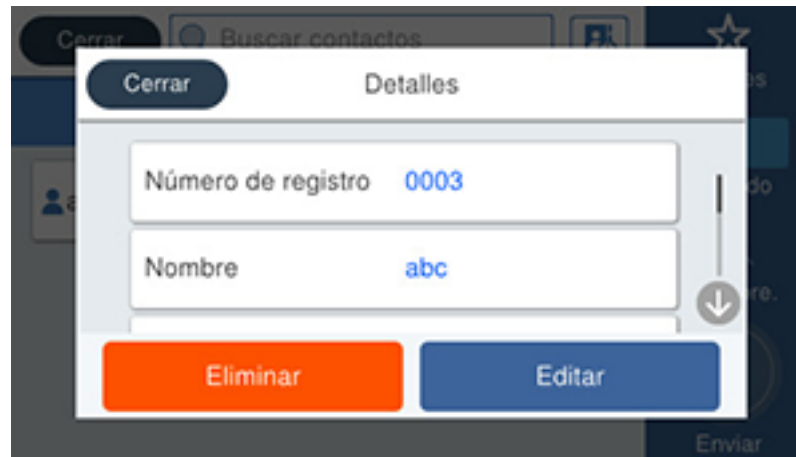 Cerrar
Buscar contactos
Cerrar
Detalles
Número de registro 0003
Nombre abc
Eliminar
Editar
Enviar